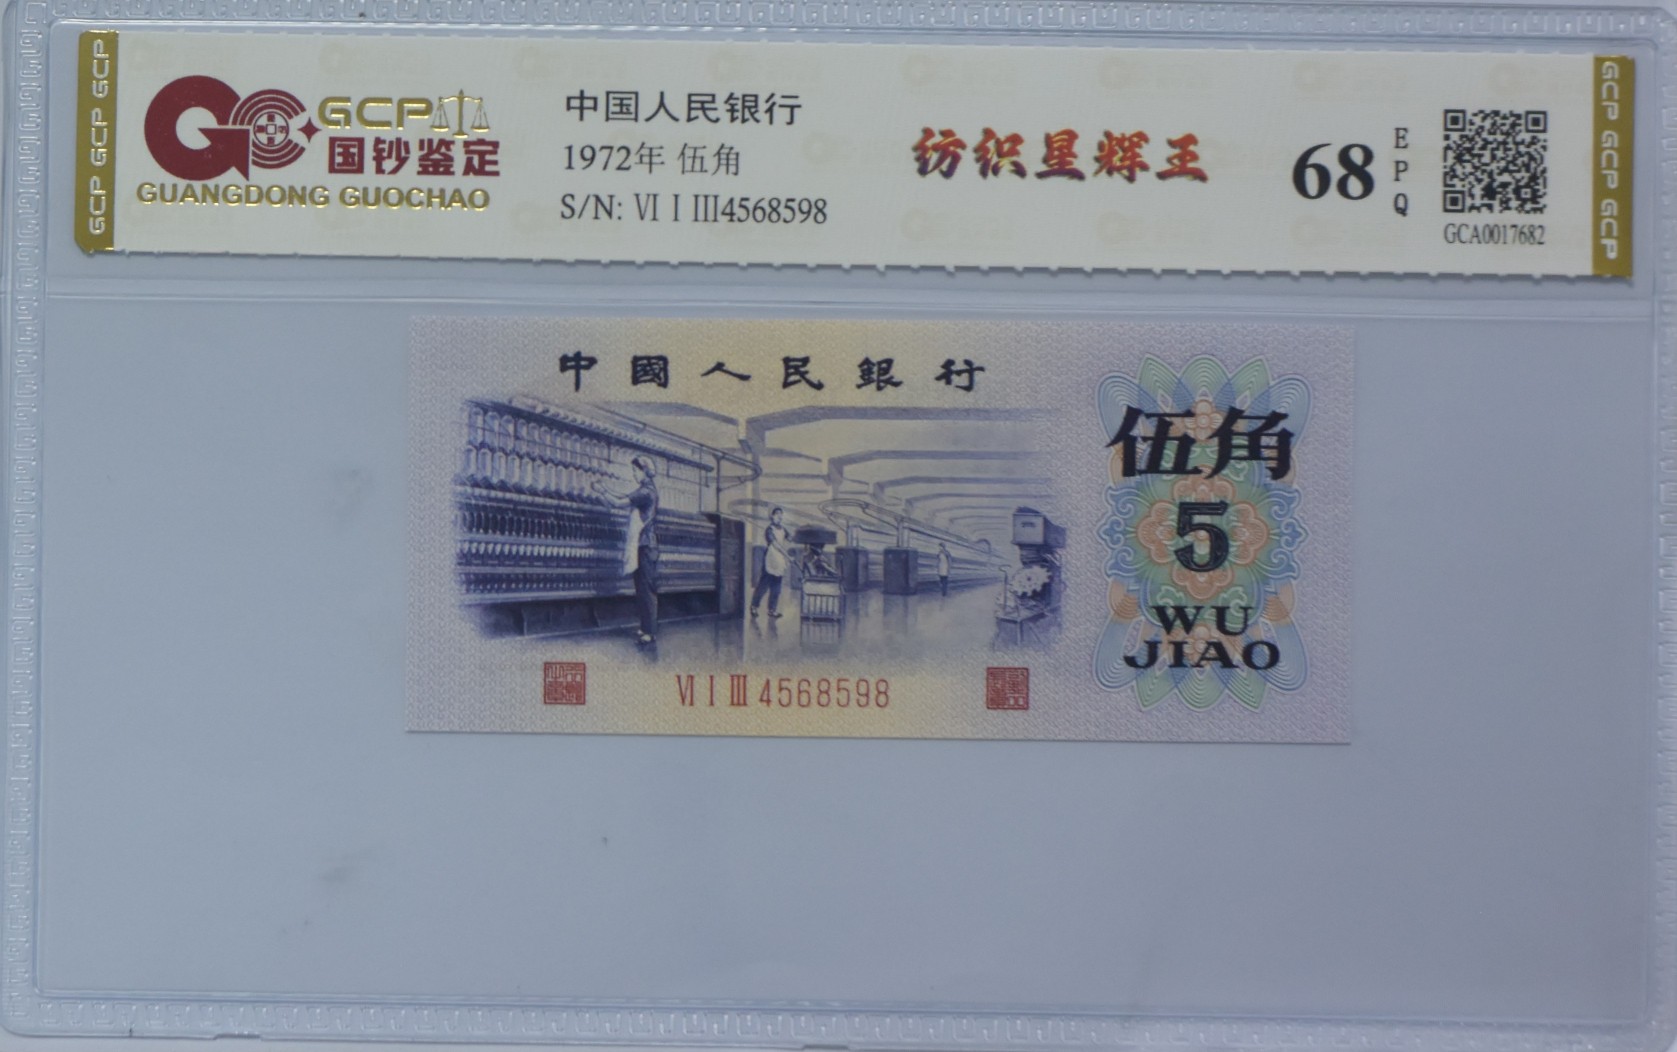 GCP GCP GCP
GCP
国钞鉴定
GUANGDONG GUOCHAO
中国人民银行
1972年 伍角
S/N: Ⅵ Ⅰ Ⅲ4568598
纺织星辉王
68
EPQ
GCA0017682
GCP GCP GCP
中國人民銀行
伍角
5
WU
JIAO
Ⅵ Ⅰ Ⅲ 4568598